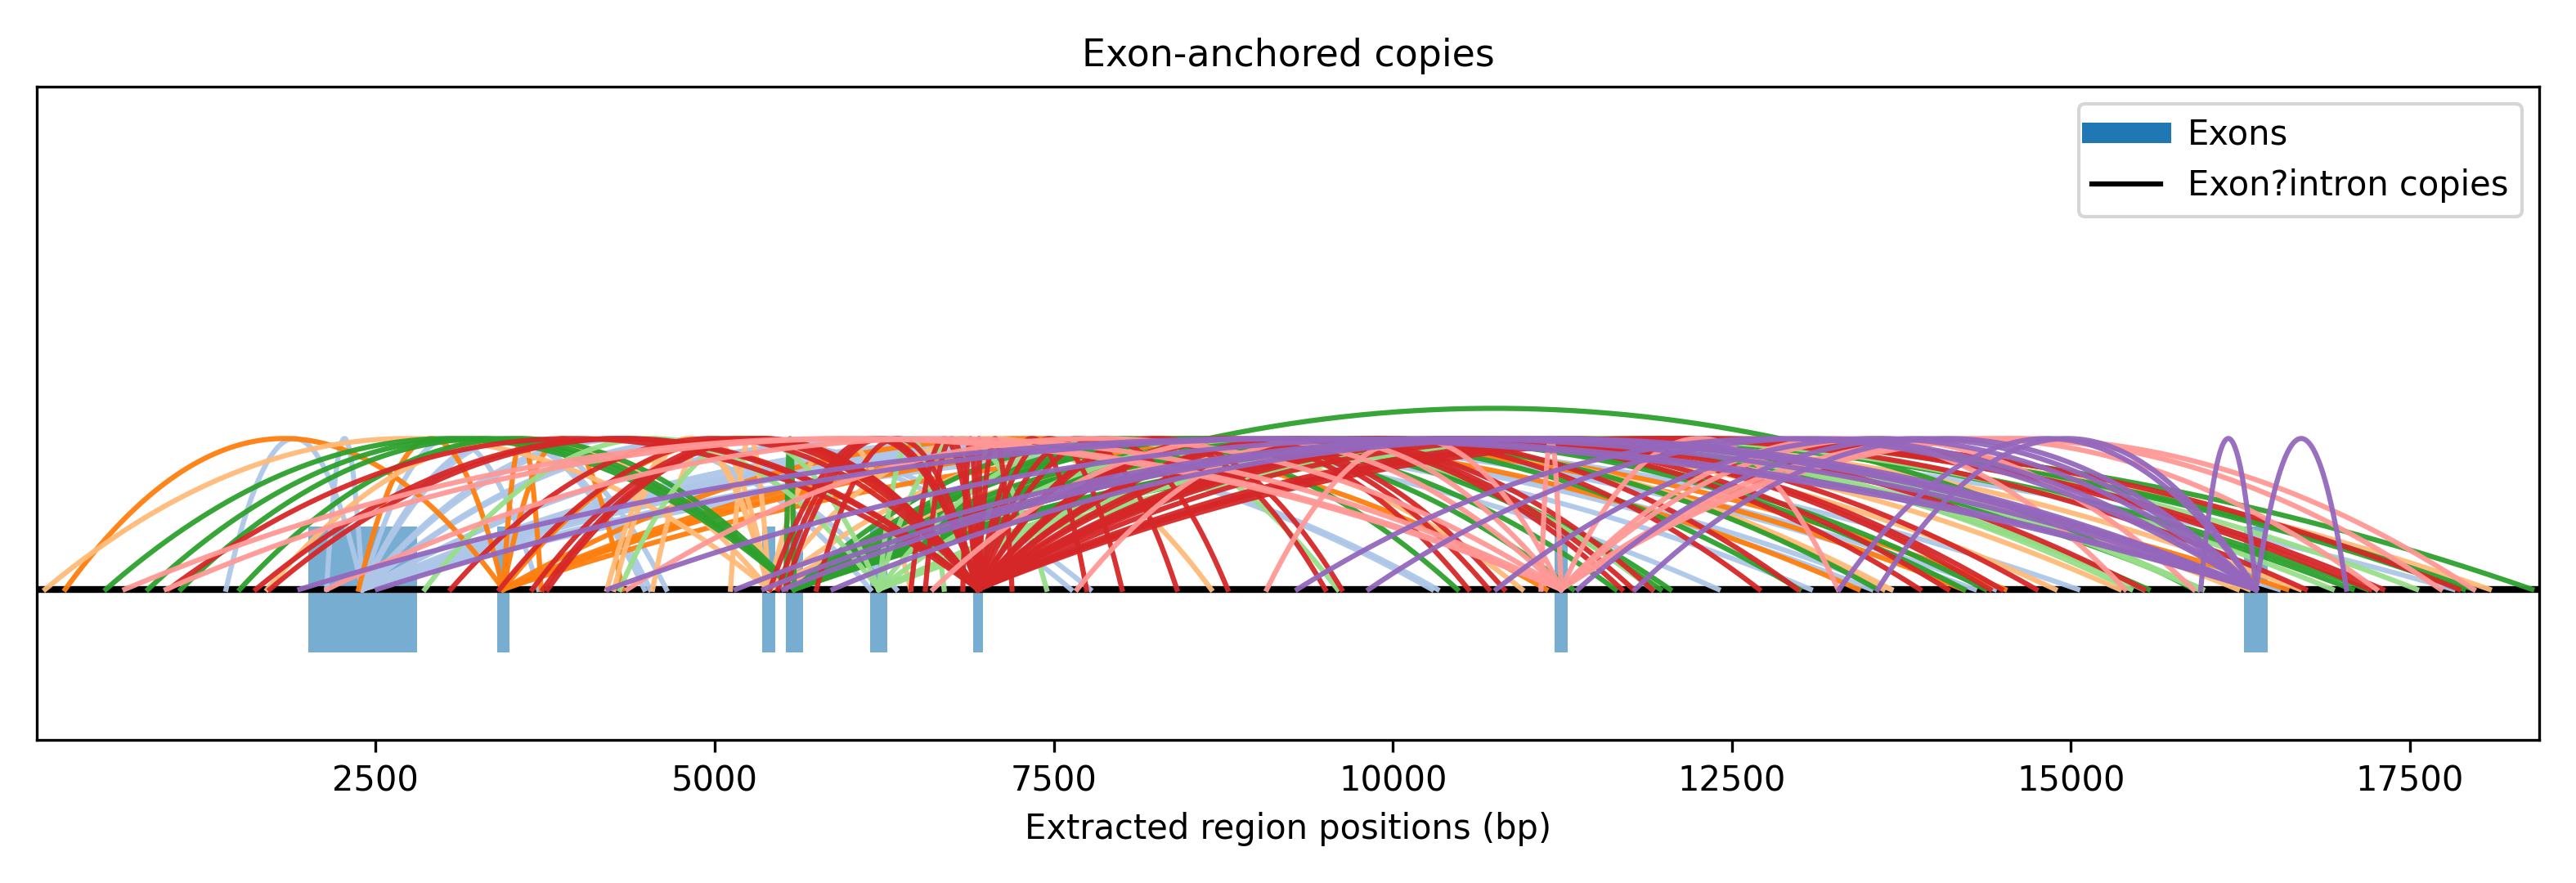 Exon-anchored copies
Exons
Exon?intron copies
2500 5000 7500 10000 12500 15000 17500
Extracted region positions (bp)